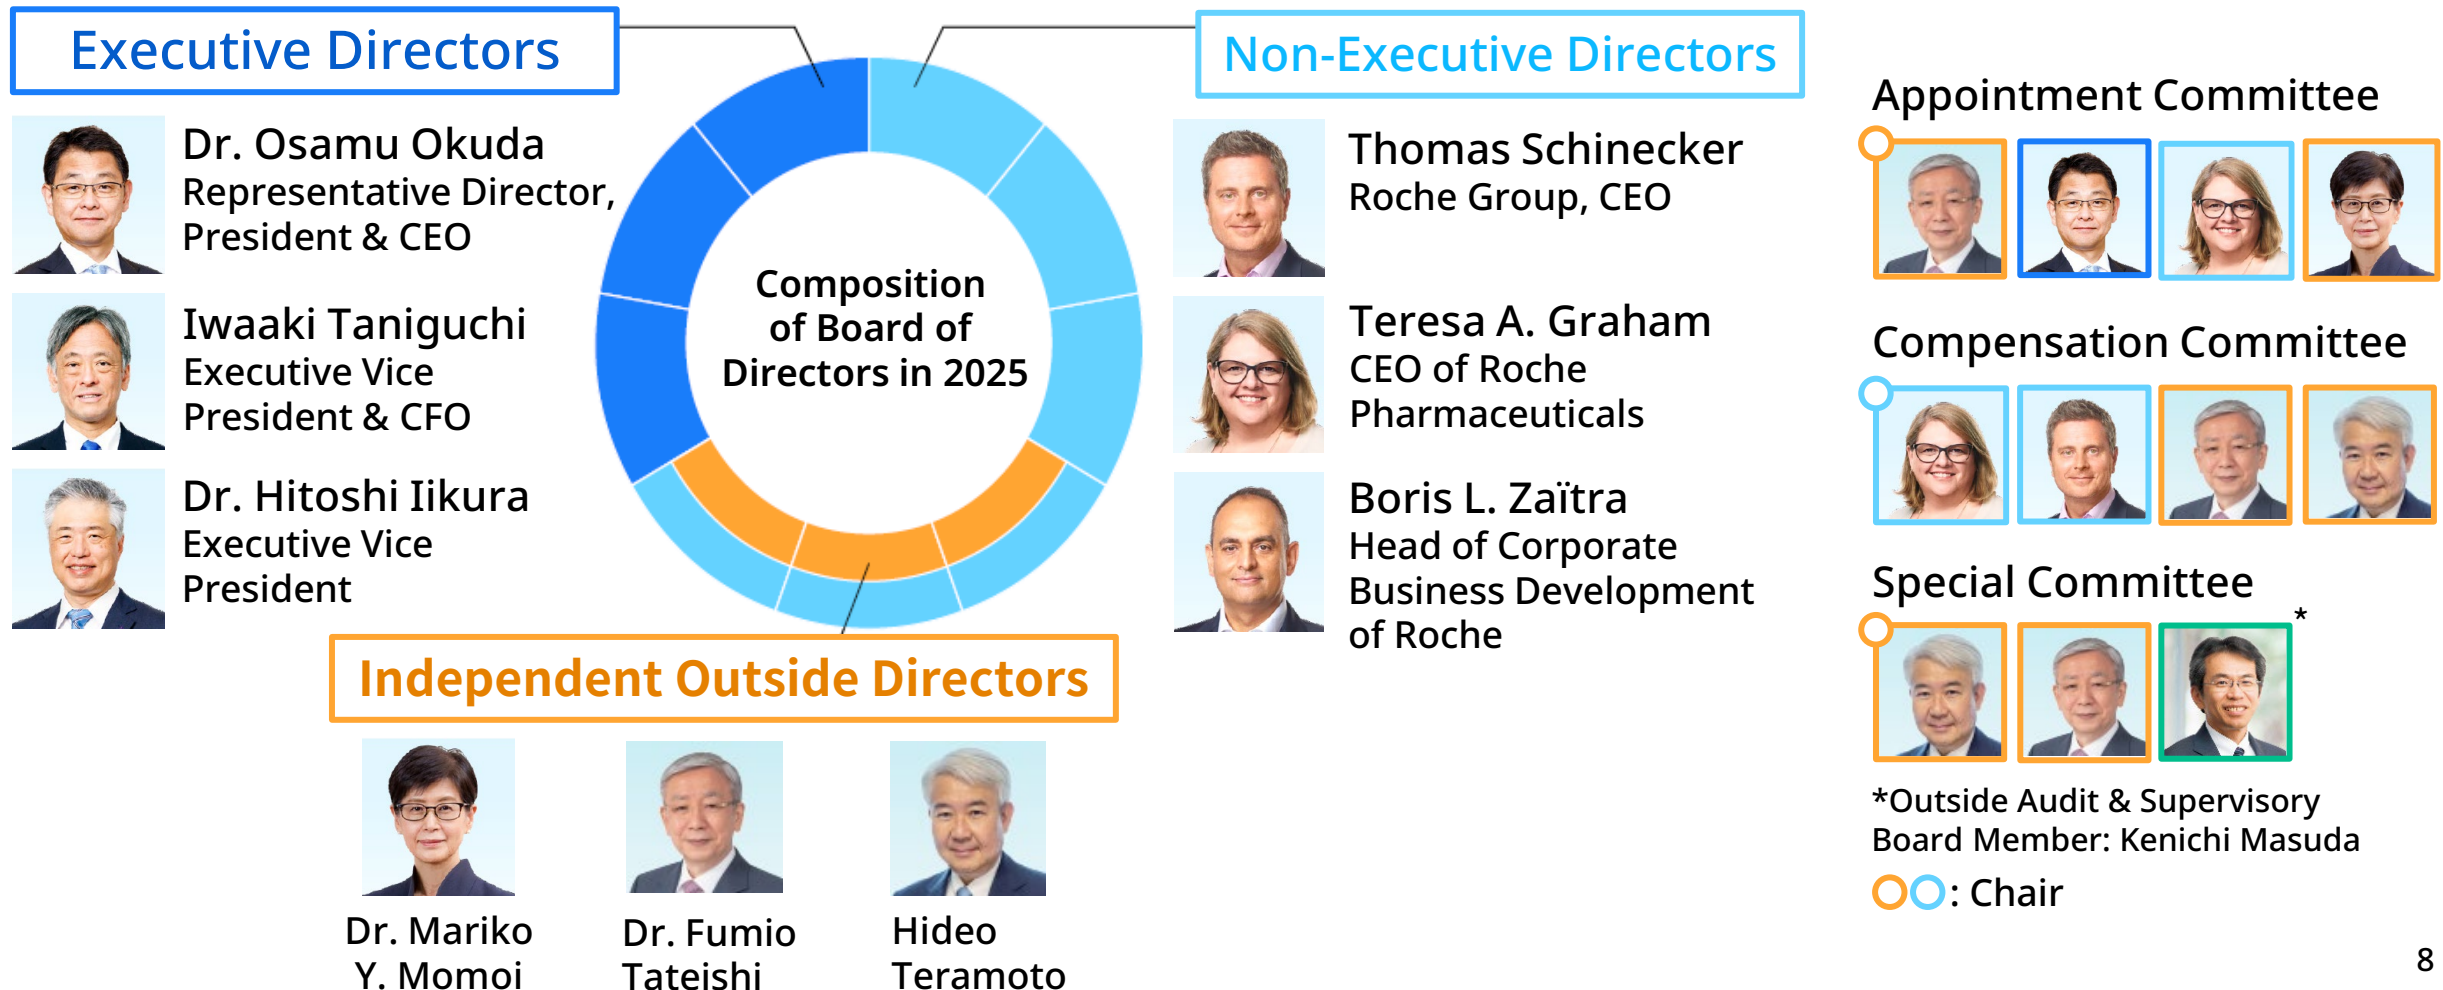 Executive Directors
Dr. Osamu Okuda
Representative Director,
President & CEO
Iwaaki Taniguchi
Executive Vice
President & CFO
Dr. Hitoshi Iikura
Executive Vice
President
Composition
of Board of
Directors in 2025
Non-Executive Directors
Thomas Schinecker
Roche Group, CEO
Teresa A. Graham
CEO of Roche
Pharmaceuticals
Boris L. Zaïtra
Head of Corporate
Business Development
of Roche
Independent Outside Directors
Dr. Mariko
Y. Momoi
Dr. Fumio
Tateishi
Hideo
Teramoto
Appointment Committee
Compensation Committee
Special Committee
*
*Outside Audit & Supervisory
Board Member: Kenichi Masuda
: Chair
8